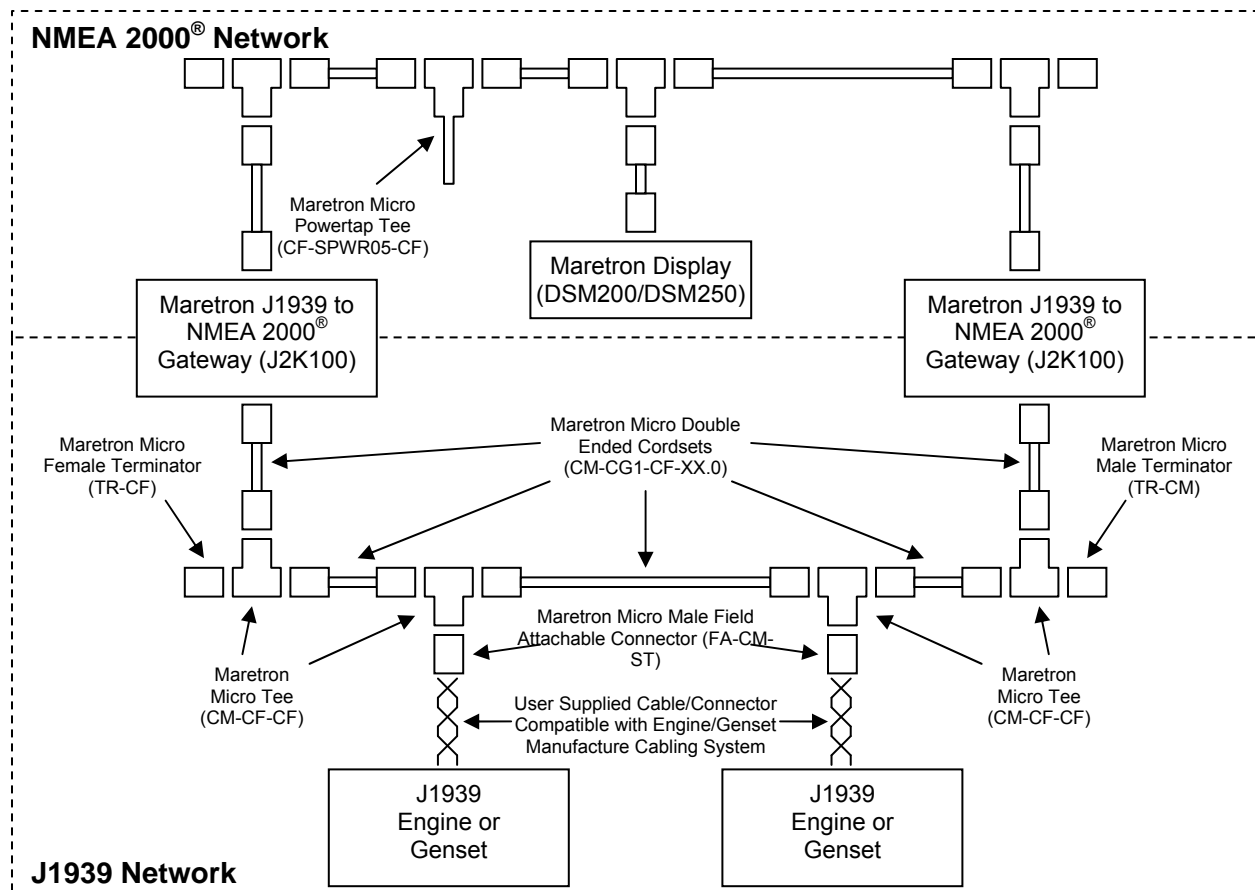 NMEA 2000® Network
Maretron Micro
Powertap Tee
(CF-SPWR05-CF)
Maretron Display
(DSM200/DSM250)
Maretron J1939 to
NMEA 2000®
Gateway (J2K100)
Maretron J1939 to
NMEA 2000®
Gateway (J2K100)
Maretron Micro
Female Terminator
(TR-CF)
Maretron Micro Double
Ended Cordsets
(CM-CG1-CF-XX.0)
Maretron Micro
Male Terminator
(TR-CM)
Maretron Micro Male Field
Attachable Connector (FA-CM-
ST)
Maretron
Micro Tee
(CM-CF-CF)
User Supplied Cable/Connector
Compatible with Engine/Genset
Manufacture Cabling System
Maretron
Micro Tee
(CM-CF-CF)
J1939
Engine or
Genset
J1939
Engine or
Genset
J1939 Network